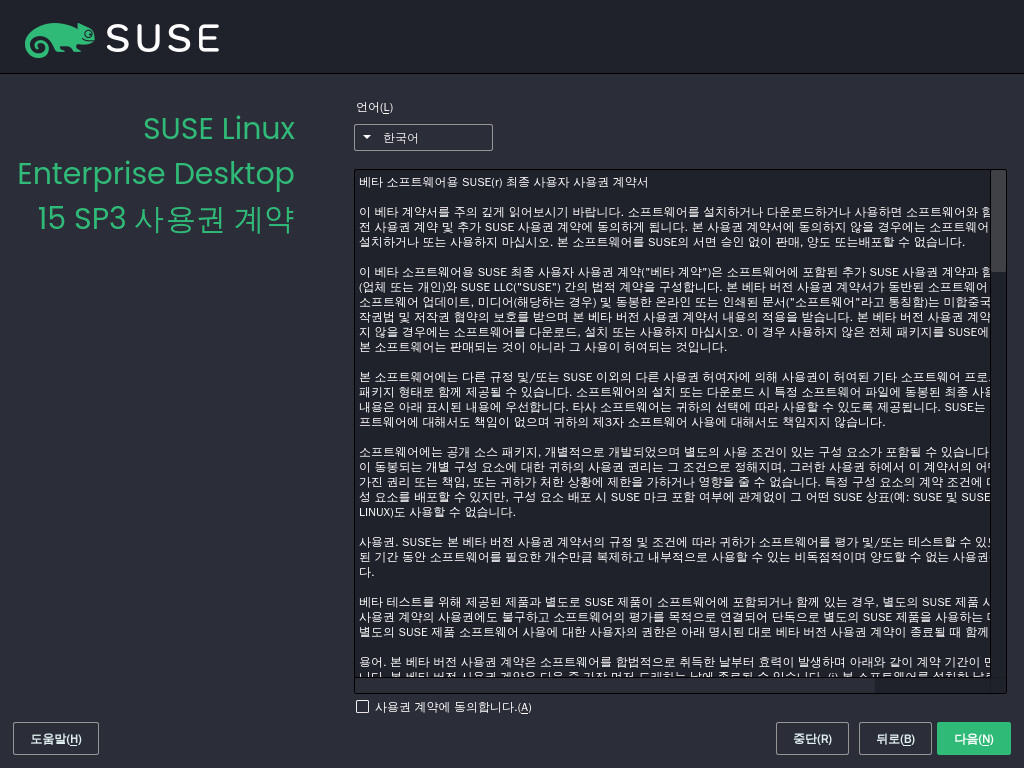 SUSE
SUSE Linux
Enterprise Desktop
15 SP3 사용권 계약
언어(L)
한국어
베타 소프트웨어용 SUSE(r) 최종 사용자 사용권 계약서
이 베타 계약서를 주의 깊게 읽어보시기 바랍니다. 소프트웨어를 설치하거나 다운로드하거나 사용하면 소프트웨어와
전 사용권 계약 및 추가 SUSE 사용권 계약에 동의하게 됩니다. 본 사용권 계약서에 동의하지 않을 경우에는 소프트웨어
설치하거나 또는 사용하지 마십시오. 본 소프트웨어를 SUSE의 서면 승인 없이 판매, 양도 또는배포할 수 없습니다.
이 베타 소프트웨어용 SUSE 최종 사용자 사용권 계약("베타 계약")은 소프트웨어에 포함된 추가 SUSE 사용권 계약과
(업체 또는 개인)와 SUSE LLC("SUSE") 간의 법적 계약을 구성합니다. 본 베타 버전 사용권 계약서가 동반된 소프트웨어
소프트웨어 업데이트, 미디어(해당하는 경우) 및 동봉한 온라인 또는 인쇄된 문서("소프트웨어"라고 통칭함)는 미합중국
작권법 및 저작권 협약의 보호를 받으며 본 베타 버전 사용권 계약서 내용의 적용을 받습니다. 본 베타 버전 사용권 계약
지 않을 경우에는 소프트웨어를 다운로드, 설치 또는 사용하지 마십시오. 이 경우 사용하지 않은 전체 패키지를 SUSE에
본 소프트웨어는 판매되는 것이 아니라 그 사용이 허여되는 것입니다.
본 소프트웨어에는 다른 규정 및/또는 SUSE 이외의 다른 사용권 허여자에 의해 사용권이 허여된 기타 소프트웨어 프로
패키지 형태로 함께 제공될 수 있습니다. 소프트웨어의 설치 또는 다운로드 시 특정 소프트웨어 파일에 동봉된 최종 사용
내용은 아래 표시된 내용에 우선합니다. 타사 소프트웨어는 귀하의 선택에 따라 사용할 수 있도록 제공됩니다. SUSE는
프트웨어에 대해서도 책임이 없으며 귀하의 제3자 소프트웨어 사용에 대해서도 책임지지 않습니다.
소프트웨어에는 공개 소스 패키지, 개별적으로 개발되었으며 별도의 사용 조건이 있는 구성 요소가 포함될 수 있습니다
이 동봉되는 개별 구성 요소에 대한 귀하의 사용권 권리는 그 조건으로 정해지며, 그러한 사용권 하에서 이 계약서의
가진 권리 또는 책임, 또는 귀하가 처한 상황에 제한을 가하거나 영향을 줄 수 없습니다. 특정 구성 요소의 계약 조건에
성 요소를 배포할 수 있지만, 구성 요소 배포 시 SUSE 마크 포함 여부에 관계없이 그 어떤 SUSE 상표(예: SUSE 및 SUSE
LINUX)도 사용할 수 없습니다.
사용권. SUSE는 본 베타 버전 사용권 계약서의 규정 및 조건에 따라 귀하가 소프트웨어를 평가 및/또는 테스트할 수
된 기간 동안 소프트웨어를 필요한 개수만큼 복제하고 내부적으로 사용할 수 있는 비독점적이며 양도할 수 없는 사용권
다.
베타 테스트를 위해 제공된 제품과 별도로 SUSE 제품이 소프트웨어에 포함되거나 함께 있는 경우, 별도의 SUSE 제품
사용권 계약의 사용권에도 불구하고 소프트웨어의 평가를 목적으로 연결되어 단독으로 별도의 SUSE 제품을 사용하는
별도의 SUSE 제품 소프트웨어 사용에 대한 사용자의 권한은 아래 명시된 대로 베타 버전 사용권 계약이 종료될 때 함께
용어. 본 베타 버전 사용권 계약은 소프트웨어를 합법적으로 취득한 날부터 효력이 발생하며 아래와 같이 계약 기간이
니다. 본 베타 버전 사용권 계약은 다음 중 가장 먼저 도래하는 날에 종료될 수 있습니다. (i) 본 소프트웨어를 설치한
사용권 계약에 동의합니다.(A)
도움말(H)
중단(R)
뒤로(B)
다음(N)